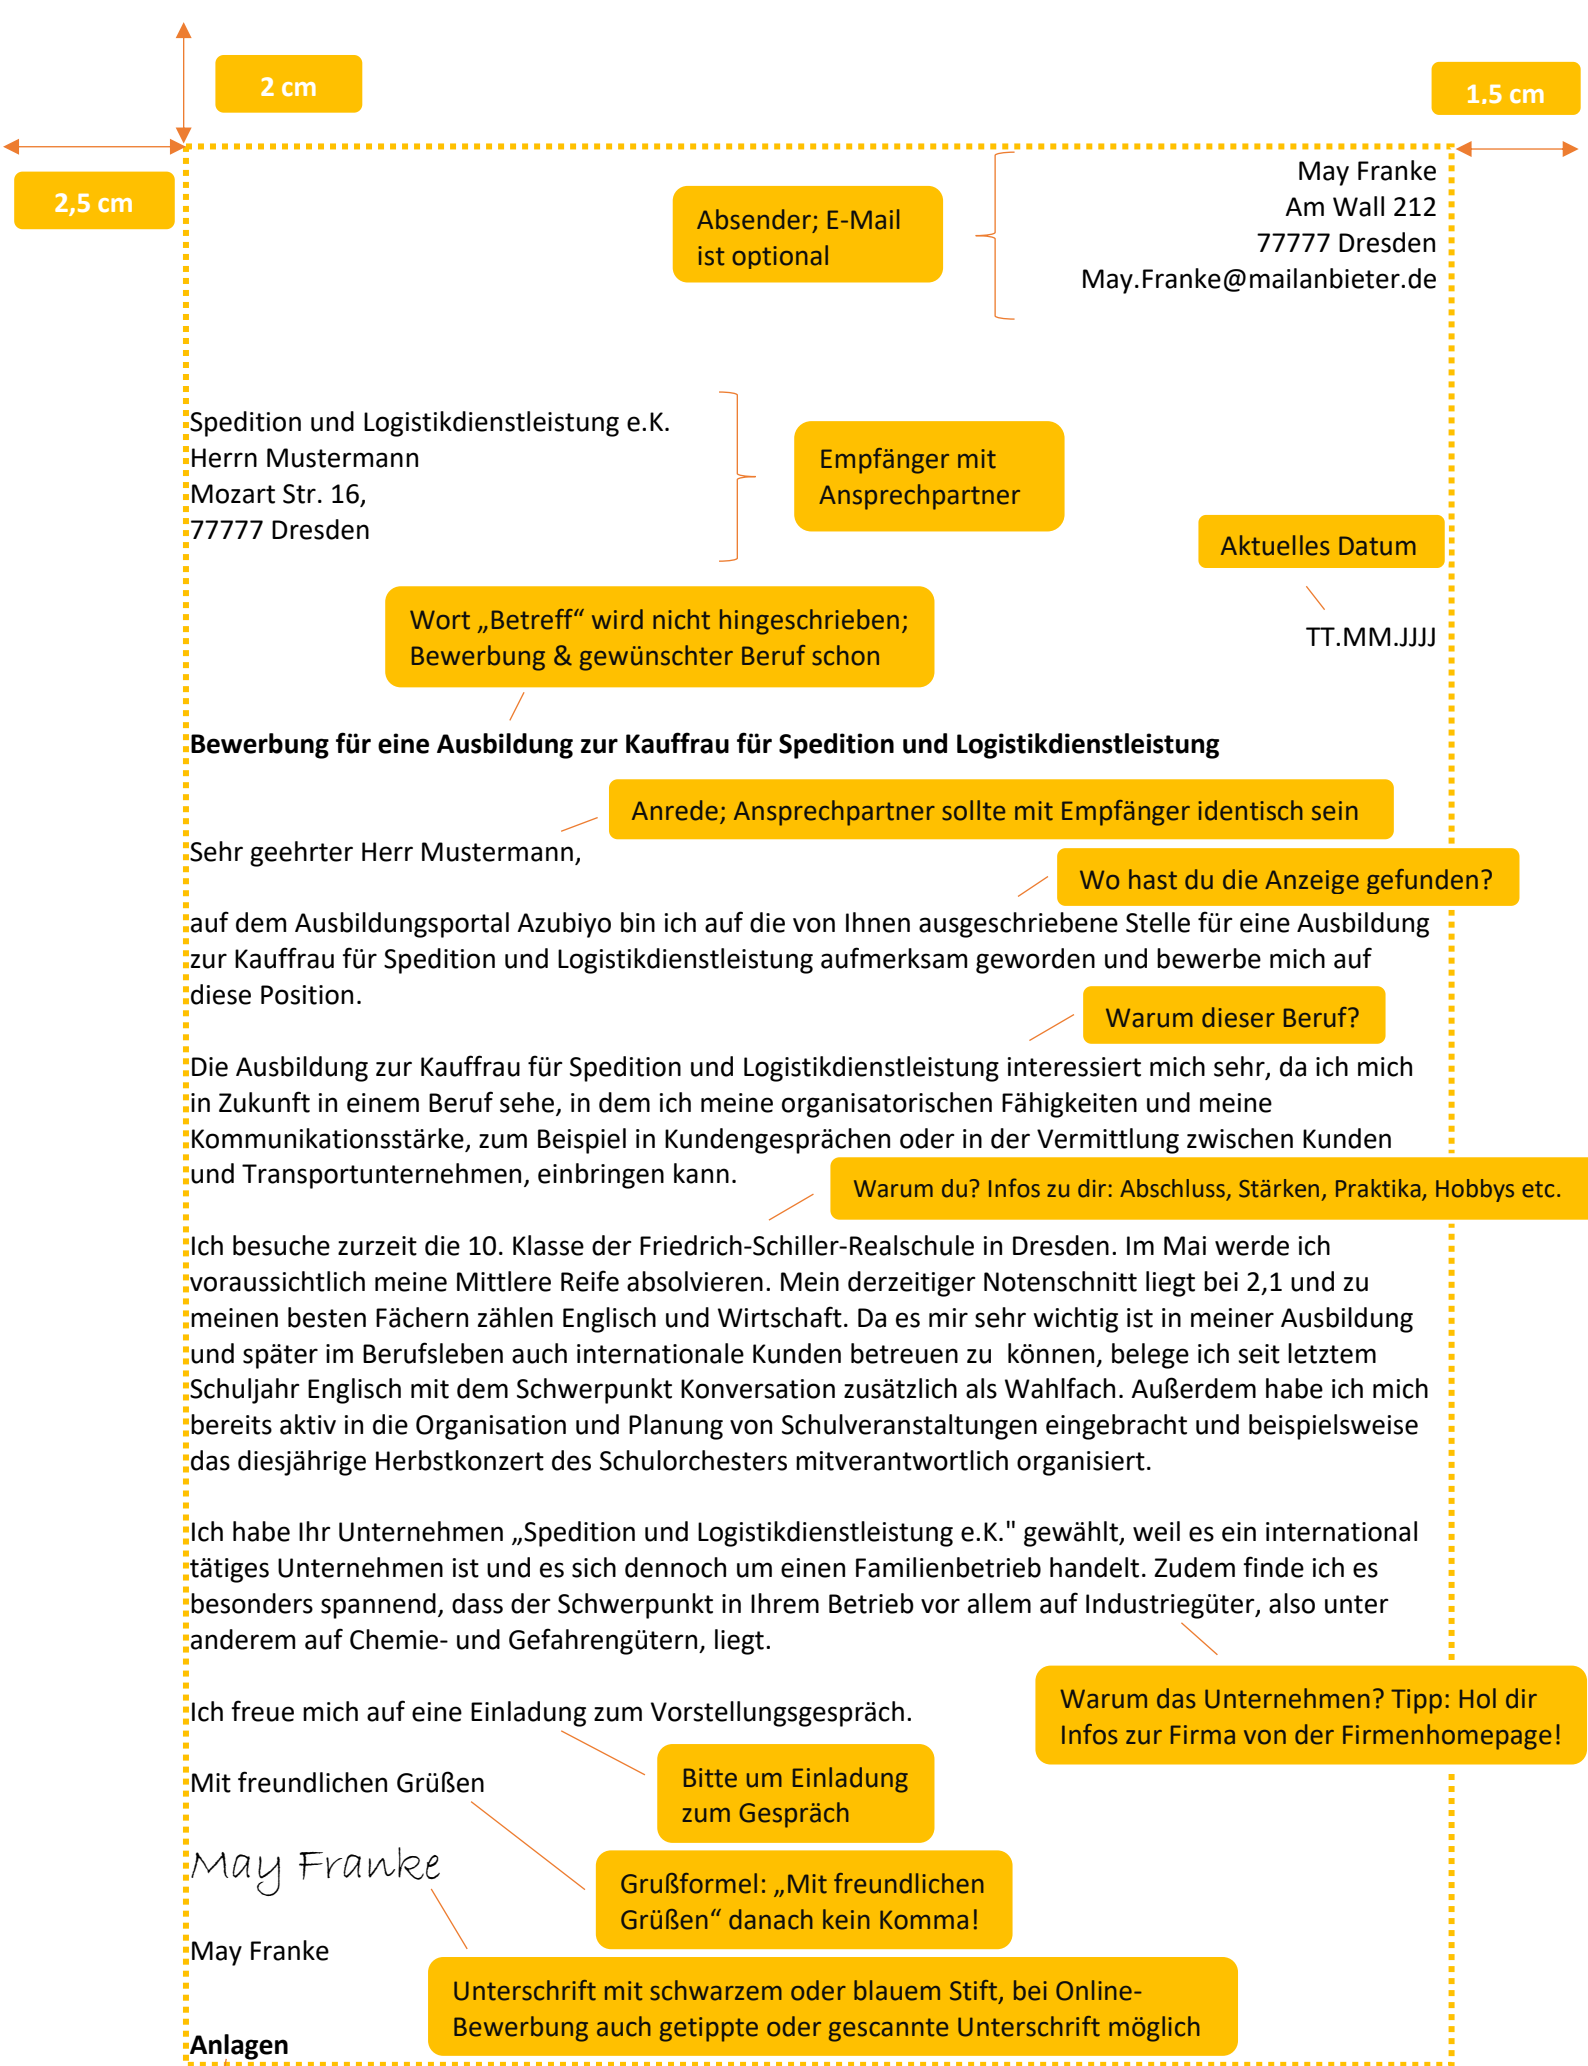 2 cm
1.5 cm
2,5 cm
May Franke
Am Wall 212
77777 Dresden
May.Franke@mailanbieter.de
Absender; E-Mail
ist optional
Spedition und Logistikdienstleistung e.K.
Herrn Mustermann
Mozart Str. 16,
77777 Dresden
Empfänger mit
Ansprechpartner
Aktuelles Datum
TT.MM.JJJJ
Wort „Betreff“ wird nicht hingeschrieben;
Bewerbung & gewünschter Beruf schon
Bewerbung für eine Ausbildung zur Kauffrau für Spedition und Logistikdienstleistung
Anrede; Ansprechpartner sollte mit Empfänger identisch sein
Sehr geehrter Herr Mustermann,
Wo hast du die Anzeige gefunden?
auf dem Ausbildungsportal Azubiyo bin ich auf die von Ihnen ausgeschriebene Stelle für eine Ausbildung
zur Kauffrau für Spedition und Logistikdienstleistung aufmerksam geworden und bewerbe mich auf
diese Position.
Warum dieser Beruf?
Die Ausbildung zur Kauffrau für Spedition und Logistikdienstleistung interessiert mich sehr, da ich mich
in Zukunft in einem Beruf sehe, in dem ich meine organisatorischen Fähigkeiten und meine
Kommunikationsstärke, zum Beispiel in Kundengesprächen oder in der Vermittlung zwischen Kunden
und Transportunternehmen, einbringen kann.
Warum du? Infos zu dir: Abschluss, Stärken, Praktika, Hobbys etc.
Ich besuche zurzeit die 10. Klasse der Friedrich-Schiller-Realschule in Dresden. Im Mai werde ich
voraussichtlich meine Mittlere Reife absolvieren. Mein derzeitiger Notenschnitt liegt bei 2,1 und zu
meinen besten Fächern zählen Englisch und Wirtschaft. Da es mir sehr wichtig ist in meiner Ausbildung
und später im Berufsleben auch internationale Kunden betreuen zu  können, belege ich seit letztem
Schuljahr Englisch mit dem Schwerpunkt Konversation zusätzlich als Wahlfach. Außerdem habe ich mich
bereits aktiv in die Organisation und Planung von Schulveranstaltungen eingebracht und beispielsweise
das diesjährige Herbstkonzert des Schulorchesters mitverantwortlich organisiert.
Ich habe Ihr Unternehmen „Spedition und Logistikdienstleistung e.K." gewählt, weil es ein international
tätiges Unternehmen ist und es sich dennoch um einen Familienbetrieb handelt. Zudem finde ich es
besonders spannend, dass der Schwerpunkt in Ihrem Betrieb vor allem auf Industriegüter, also unter
anderem auf Chemie- und Gefahrengütern, liegt.
Warum das Unternehmen? Tipp: Hol dir
Infos zur Firma von der Firmenhomepage!
Ich freue mich auf eine Einladung zum Vorstellungsgespräch.
Bitte um Einladung
zum Gespräch
Mit freundlichen Grüßen
May Franke
Grußformel: „Mit freundlichen
Grüßen“ danach kein Komma!
May Franke
Unterschrift mit schwarzem oder blauem Stift, bei Online-
Bewerbung auch getippte oder gescannte Unterschrift möglich
Anlagen